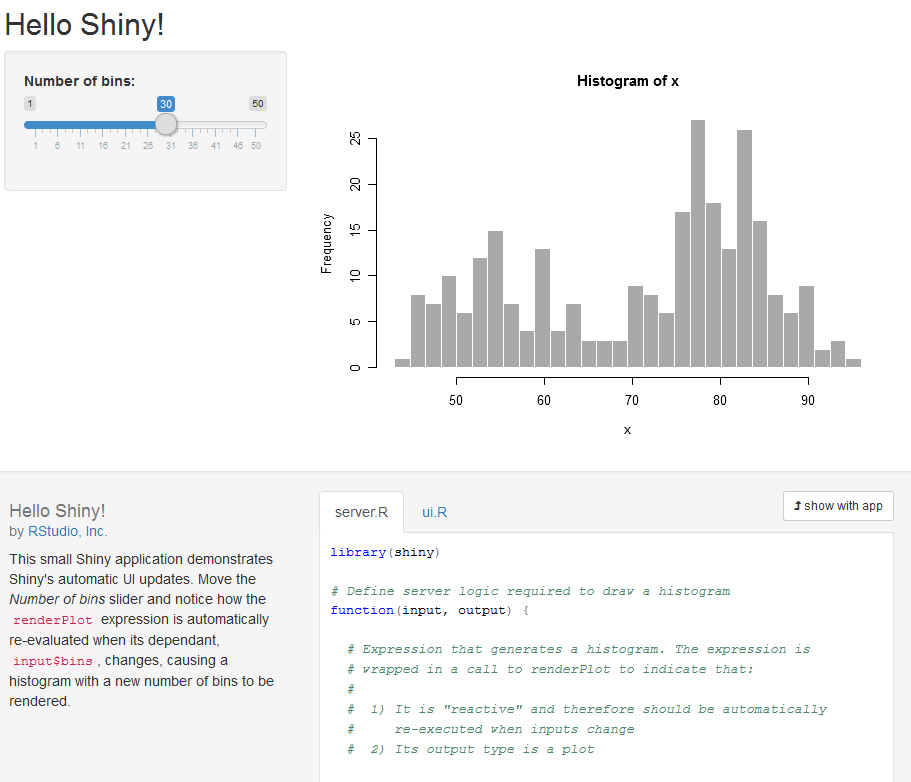 Hello Shiny!
Number of bins:
1 30 50
1 6 11 16 21 26 31 36 41 46 50
Histogram of x
Frequency
25
20
15
10
5
0
50 60 70 80 90
x
Hello Shiny!
by RStudio, Inc.
This small Shiny application demonstrates
Shiny's automatic UI updates. Move the
Number of bins slider and notice how the
renderPlot expression is automatically
re-evaluated when its dependant,
input$bins , changes, causing a
histogram with a new number of bins to be
rendered.
server.R ui.R
show with app
library(shiny)
# Define server logic required to draw a histogram
function(input, output) {
# Expression that generates a histogram. The expression is
# wrapped in a call to renderPlot to indicate that:
#
# 1) It is "reactive" and therefore should be automatically
# re-executed when inputs change
# 2) Its output type is a plot